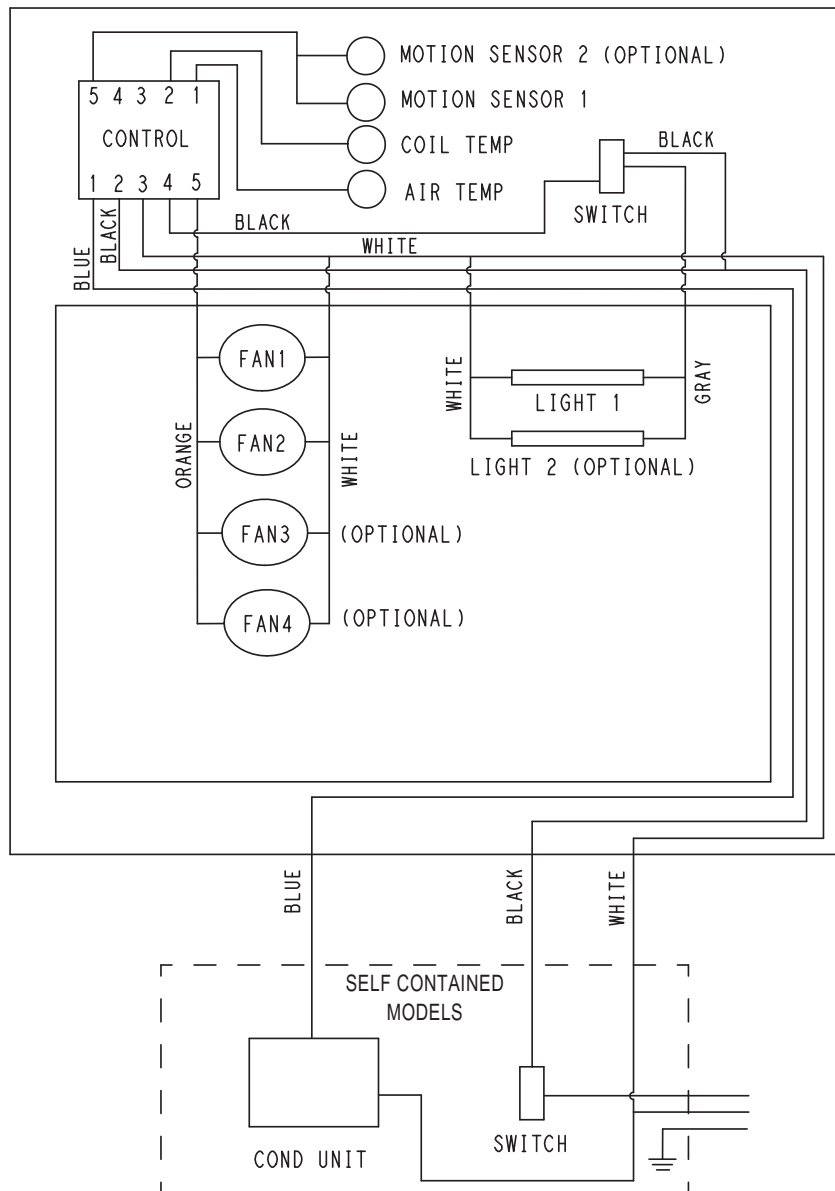 MOTION SENSOR 2 (OPTIONAL)
5 4 3 2 1
MOTION SENSOR 1
CONTROL
COIL TEMP
BLACK
1 2 3 4 5
AIR TEMP
SWITCH
BLACK
BLACK
WHITE
BLUE
FAN1
WHITE
GRAY
LIGHT 1
ORANGE
FAN2
WHITE
LIGHT 2 (OPTIONAL)
FAN3
(OPTIONAL)
FAN4
(OPTIONAL)
BLUE
BLACK
WHITE
SELF CONTAINED
MODELS
SWITCH
COND UNIT